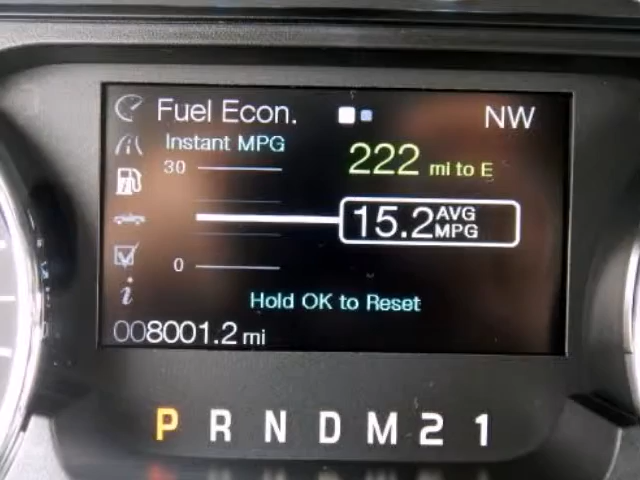 Fuel Econ. NW
Instant MPG
30
222 mi to E
15.2 AVG MPG
0
i
Hold OK to Reset
008001.2 mi
P R N D M 2 1